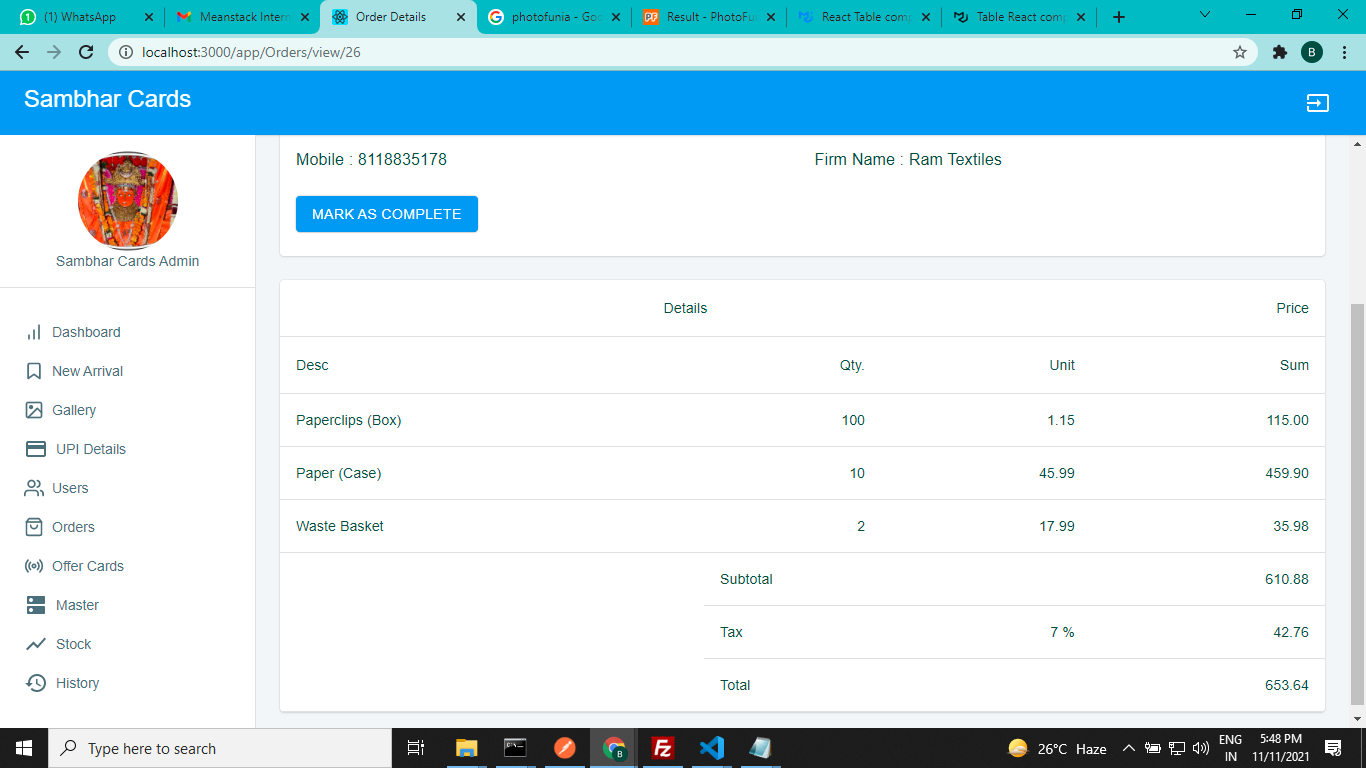 (1) WhatsApp
Meanstack Intern
Order Details
photofunia - Goo
Result - PhotoFu
React Table comp
Table React comp
localhost:3000/app/Orders/view/26
B
Sambhar Cards
Sambhar Cards Admin
Dashboard
New Arrival
Gallery
UPI Details
Users
Orders
Offer Cards
Master
Stock
History
Mobile : 8118835178
Firm Name : Ram Textiles
MARK AS COMPLETE
Details Price
Desc Qty. Unit Sum
Paperclips (Box) 100 1.15 115.00
Paper (Case) 10 45.99 459.90
Waste Basket 2 17.99 35.98
Subtotal 610.88
Tax 7 % 42.76
Total 653.64
Type here to search
26°C Haze
ENG
IN
5:48 PM
11/11/2021